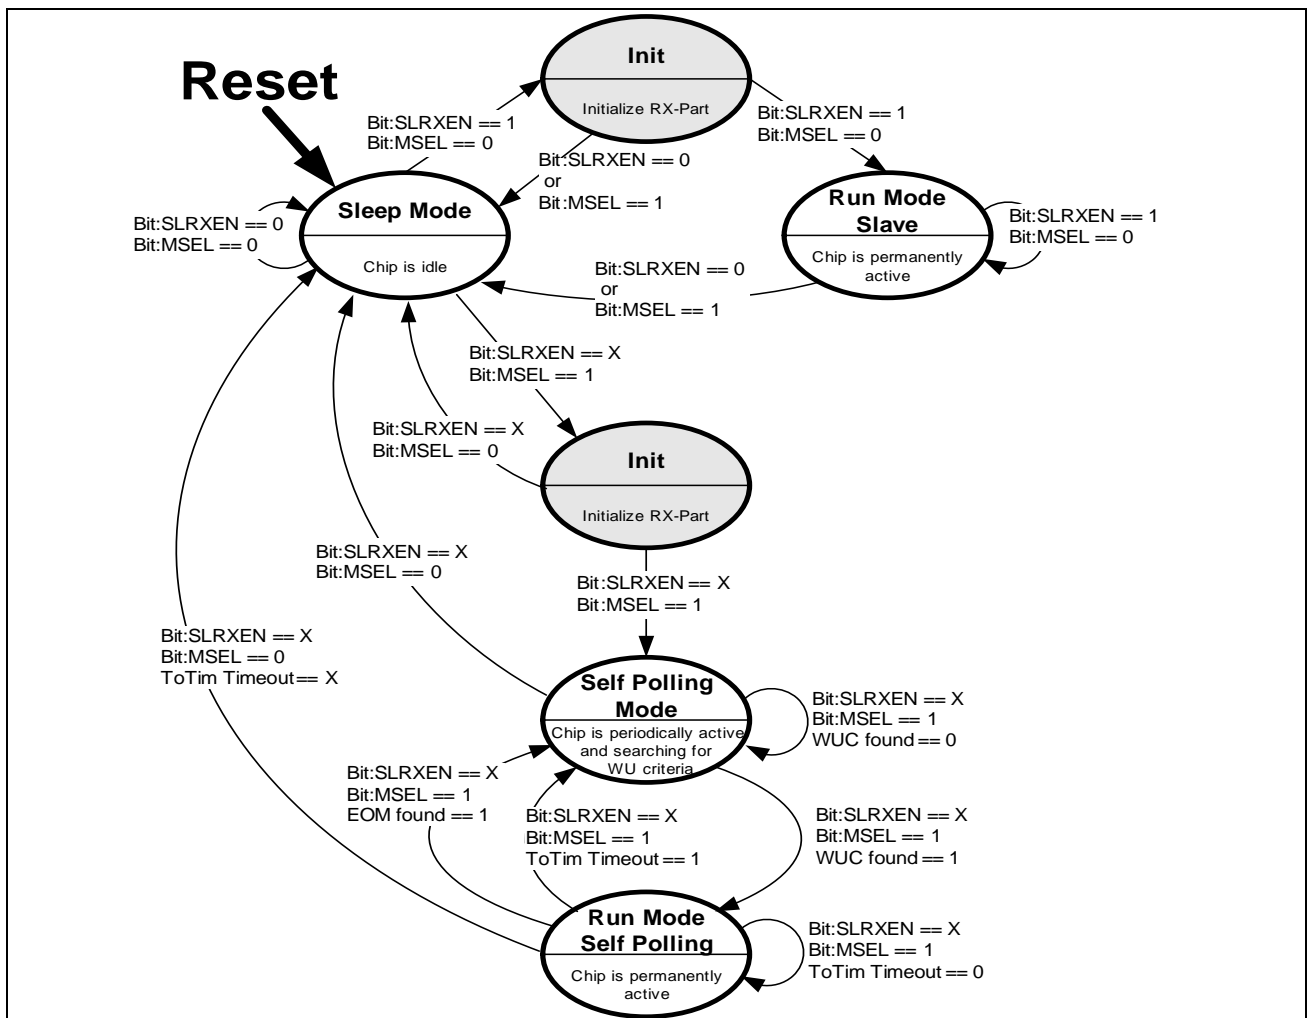 Reset
Init
Initialize RX-Part
Bit:SLRXEN == 1
Bit:MSEL == 0
Bit:SLRXEN == 1
Bit:MSEL == 0
Bit:SLRXEN == 0
or
Bit:MSEL == 1
Sleep Mode
Chip is idle
Bit:SLRXEN == 0
Bit:MSEL == 0
Run Mode
Slave
Chip is permanently
active
Bit:SLRXEN == 1
Bit:MSEL == 0
Bit:SLRXEN == 0
or
Bit:MSEL == 1
Bit:SLRXEN == X
Bit:MSEL == 1
Bit:SLRXEN == X
Bit:MSEL == 0
Init
Initialize RX-Part
Bit:SLRXEN == X
Bit:MSEL == 0
Bit:SLRXEN == X
Bit:MSEL == 1
Bit:SLRXEN == X
Bit:MSEL == 0
ToTim Timeout == X
Self Polling
Mode
Chip is periodically active
and searching for
WU criteria
Bit:SLRXEN == X
Bit:MSEL == 1
WUC found == 0
Bit:SLRXEN == X
Bit:MSEL == 1
EOM found == 1
Bit:SLRXEN == X
Bit:MSEL == 1
ToTim Timeout == 1
Bit:SLRXEN == X
Bit:MSEL == 1
WUC found == 1
Run Mode
Self Polling
Chip is permanently
active
Bit:SLRXEN == X
Bit:MSEL == 1
ToTim Timeout == 0